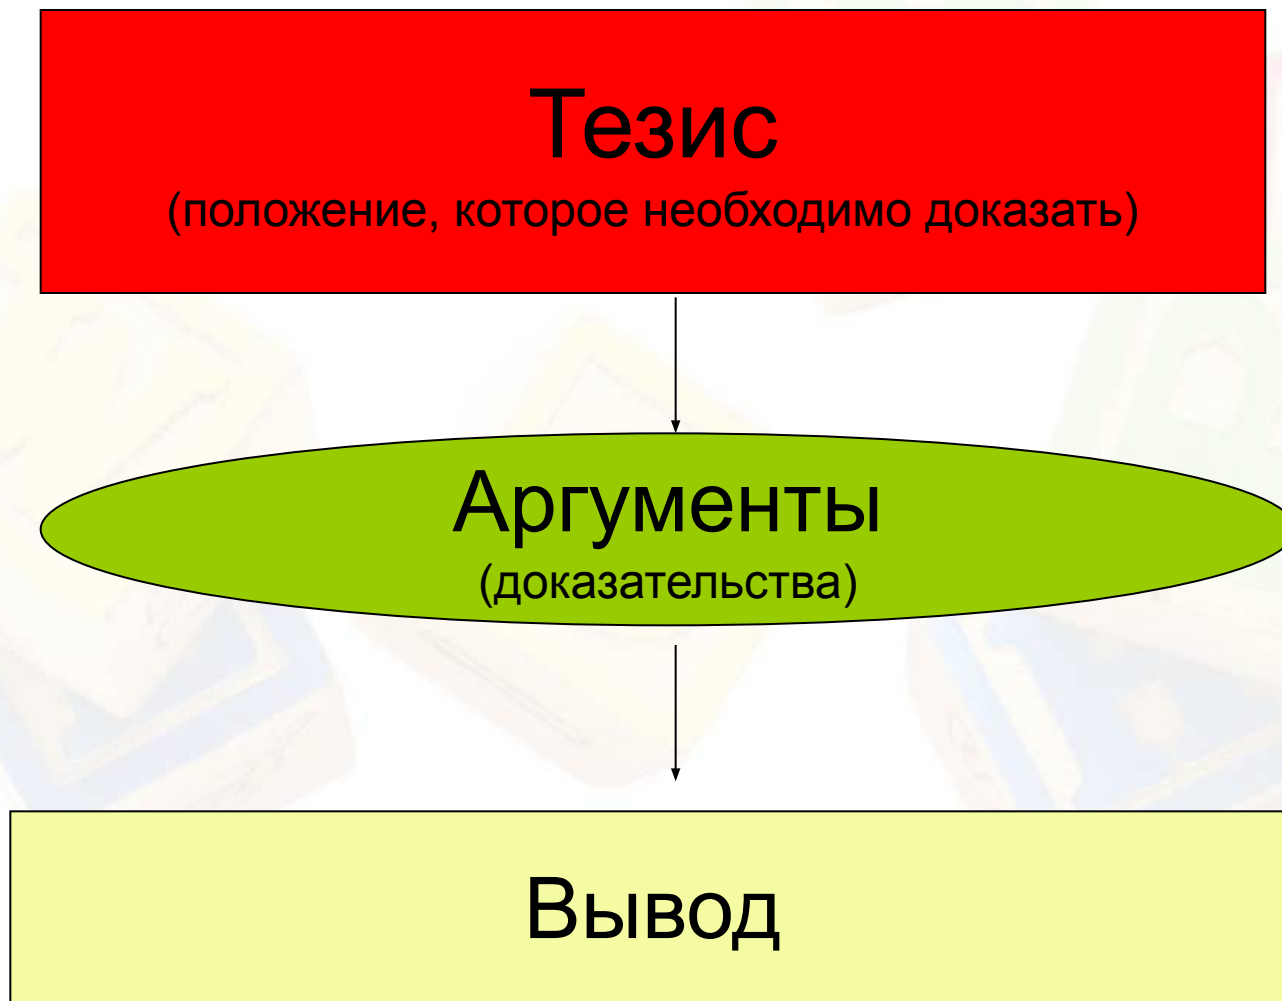 Тезис
(положение, которое необходимо доказать)
Аргументы
(доказательства)
Вывод